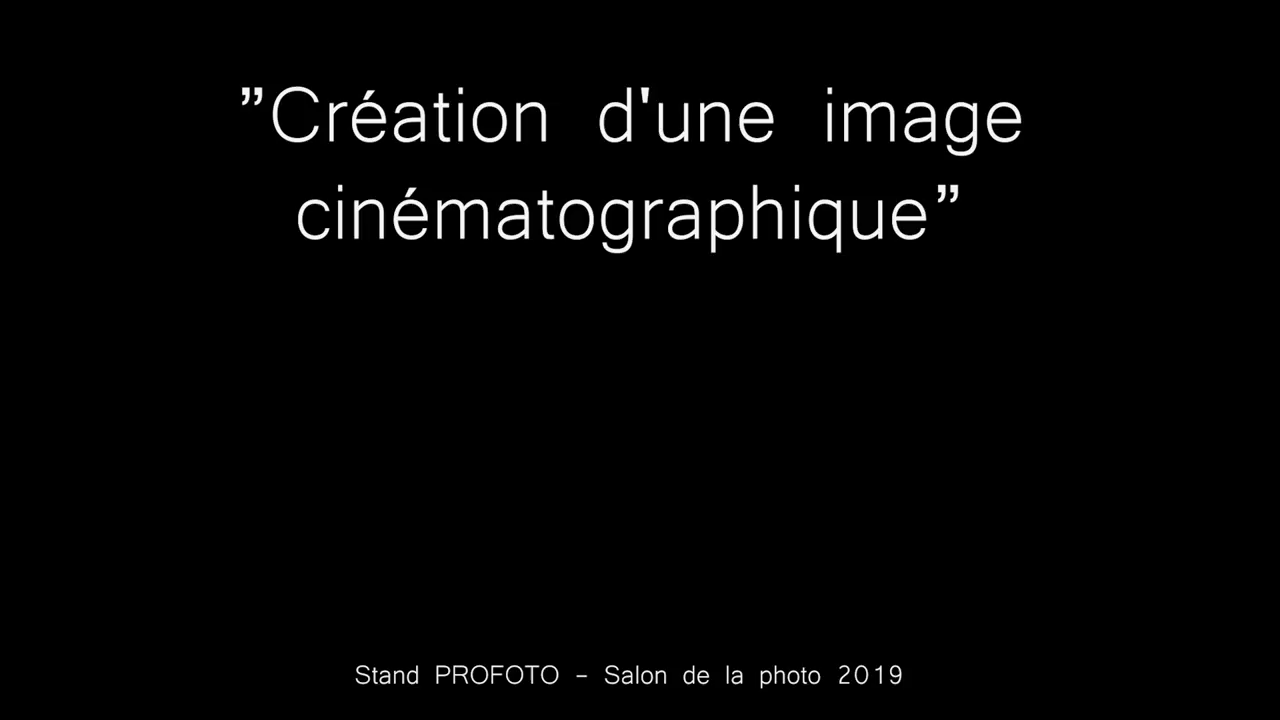 ”Création d'une image
cinématographique”
Stand PROFOTO - Salon de la photo 2019